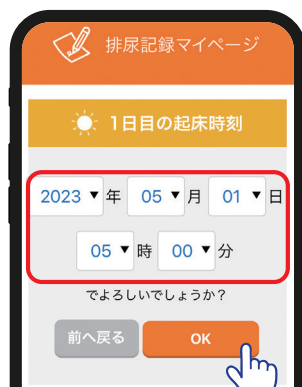 排尿記録マイページ
1日目の起床時刻
2023 ▼ 年 05 ▼ 月 01 ▼ 日
05 ▼ 時 00 ▼ 分
でよろしいでしょうか？
前へ戻る OK